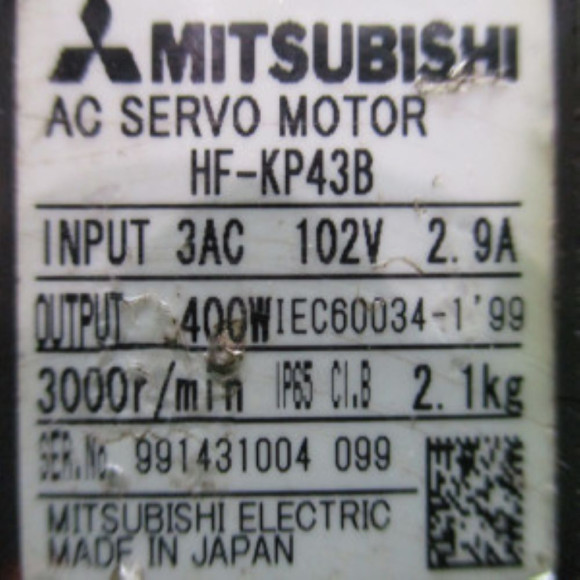 MITSUBISHI
AC SERVO MOTOR
HF-KP43B
INPUT 3AC 102V 2.9A
OUTPUT 400W IEC60034-1'99
3000r/min IP65 CI.B 2.1kg
SER.No. 991431004 099
MITSUBISHI ELECTRIC
MADE IN JAPAN